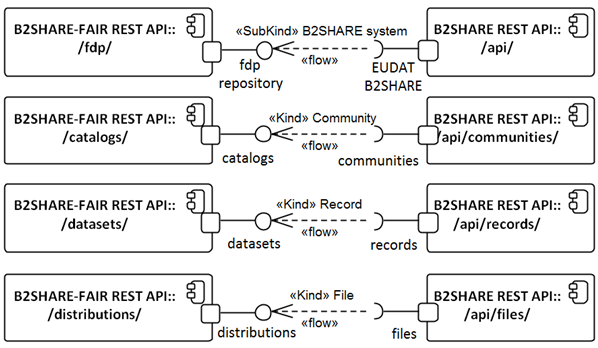 B2SHARE-FAIR REST API::
/fdp/
«SubKind» B2SHARE system
«flow»
fdp
repository
EUDAT
B2SHARE
B2SHARE REST API::
/api/
B2SHARE-FAIR REST API::
/catalogs/
«Kind» Community
«flow»
catalogs
communities
B2SHARE REST API::
/api/communities/
B2SHARE-FAIR REST API::
/datasets/
«Kind» Record
«flow»
datasets
records
B2SHARE REST API::
/api/records/
B2SHARE-FAIR REST API::
/distributions/
«Kind» File
«flow»
distributions
files
B2SHARE REST API::
/api/files/